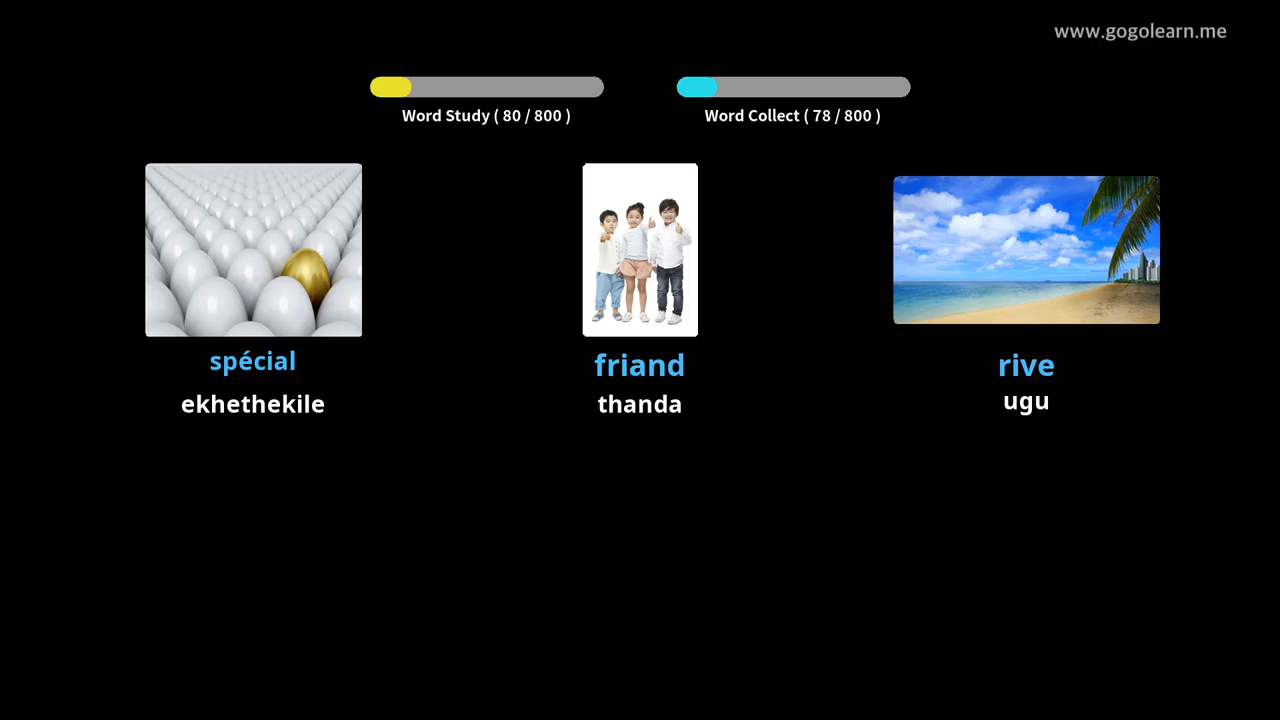 www.gogolearn.me
Word Study ( 80 / 800 )
Word Collect ( 78 / 800 )
spécial
ekhethekile
friand
thanda
rive
ugu